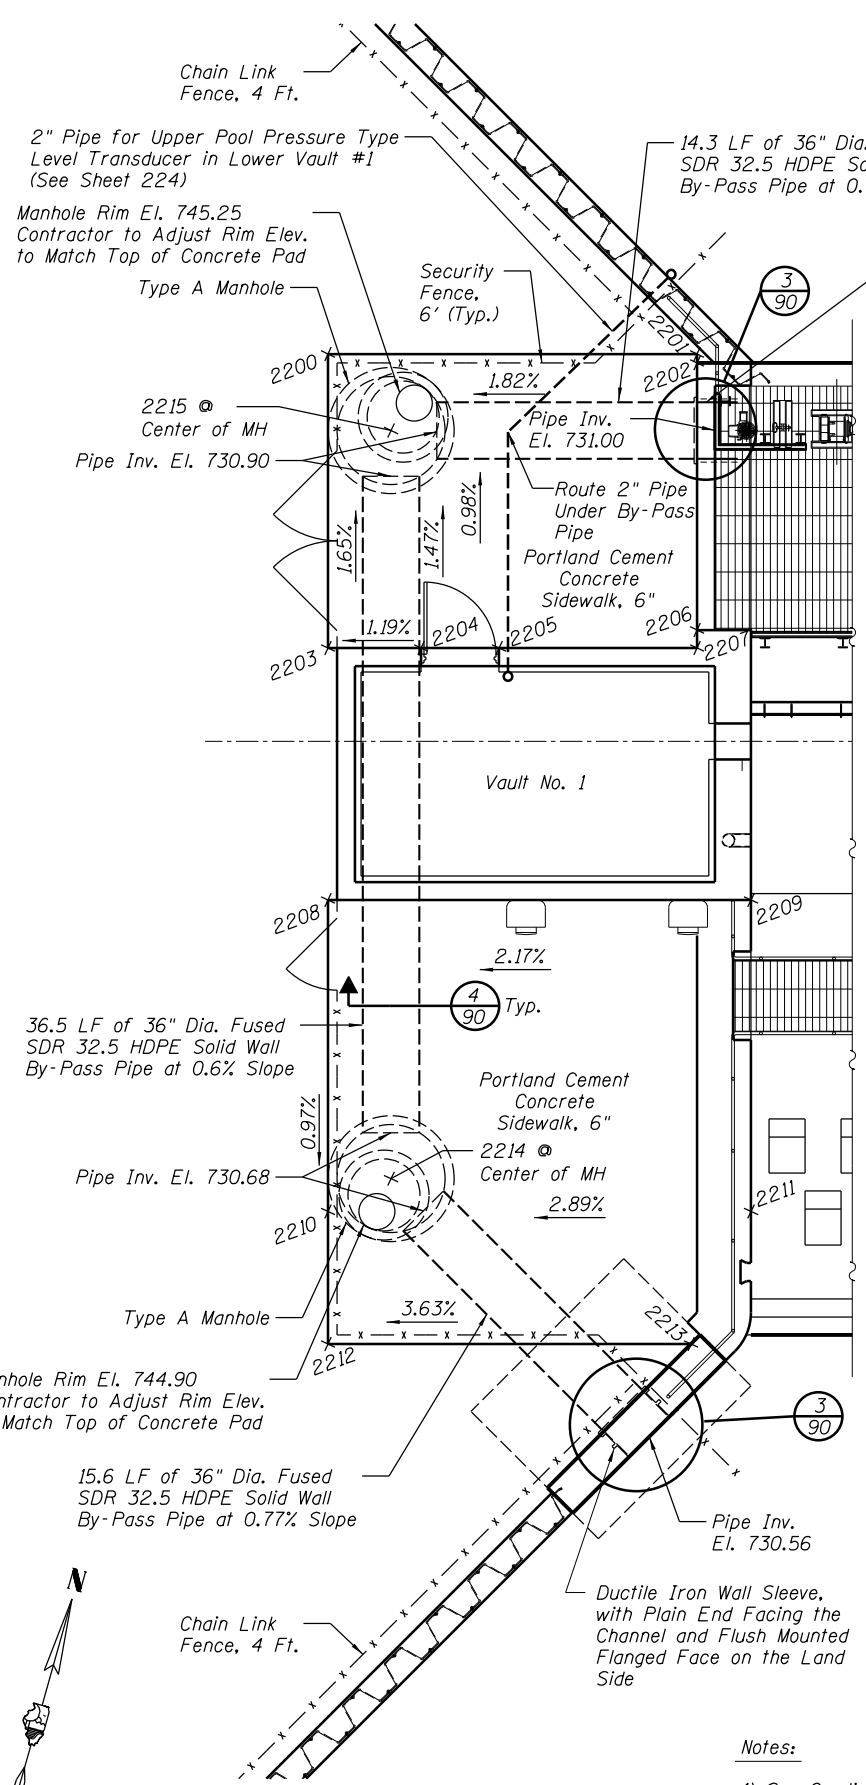 Chain Link
Fence, 4 Ft.
2" Pipe for Upper Pool Pressure Type
Level Transducer in Lower Vault #1
(See Sheet 224)
14.3 LF of 36" Dia.
SDR 32.5 HDPE So
By-Pass Pipe at 0.
Manhole Rim El. 745.25
Contractor to Adjust Rim Elev.
to Match Top of Concrete Pad
Type A Manhole
Security
Fence,
6' (Typ.)
3
90
2201
2200
2202
1.82%
2215 @
Center of MH
Pipe Inv.
El. 731.00
Pipe Inv. El. 730.90
Route 2" Pipe
Under By-Pass
Pipe
0.98%
1.47%
1.65%
Portland Cement
Concrete
Sidewalk, 6"
1.19%
2203
2204
2205
2206
2207
Vault No. 1
2208
2209
2.17%
4
90
Typ.
36.5 LF of 36" Dia. Fused
SDR 32.5 HDPE Solid Wall
By-Pass Pipe at 0.6% Slope
Portland Cement
Concrete
Sidewalk, 6"
0.97%
2214 @
Center of MH
Pipe Inv. El. 730.68
2.89%
2210
2211
Type A Manhole
3.63%
2213
2212
nhole Rim El. 744.90
ntractor to Adjust Rim Elev.
Match Top of Concrete Pad
3
90
15.6 LF of 36" Dia. Fused
SDR 32.5 HDPE Solid Wall
By-Pass Pipe at 0.77% Slope
Pipe Inv.
El. 730.56
N
Ductile Iron Wall Sleeve,
with Plain End Facing the
Channel and Flush Mounted
Flanged Face on the Land
Side
Chain Link
Fence, 4 Ft.
Notes: